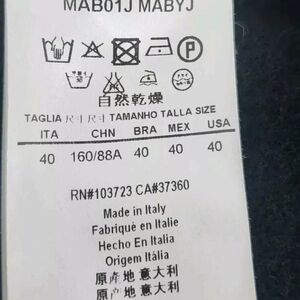 MAB01J MABYJ
自然乾燥
TAGLIA 尺寸 尺寸 TAMANHO TALLA SIZE
ITA CHN BRA MEX USA
40 160/88A 40 40 40
RN#103723 CA#37360
Made in Italy
Fabriqué en Italie
Hecho En Italia
Origem Itàlia
原産地 意大利
原产地 意大利